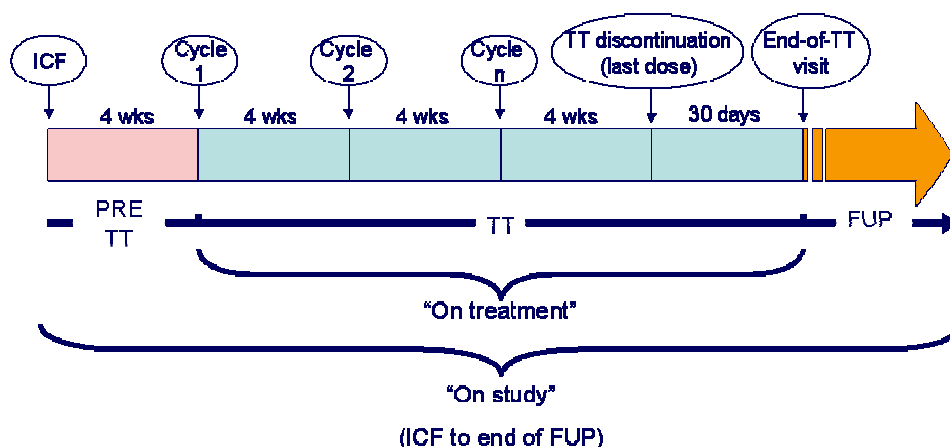 ICF
Cycle
1
Cycle
2
Cycle
n
TT discontinuation
(last dose)
End-of-TT
visit
4 wks
4 wks
4 wks
4 wks
30 days
PRE
TT
TT
FUP
“On treatment”
“On study”
(ICF to end of FUP)